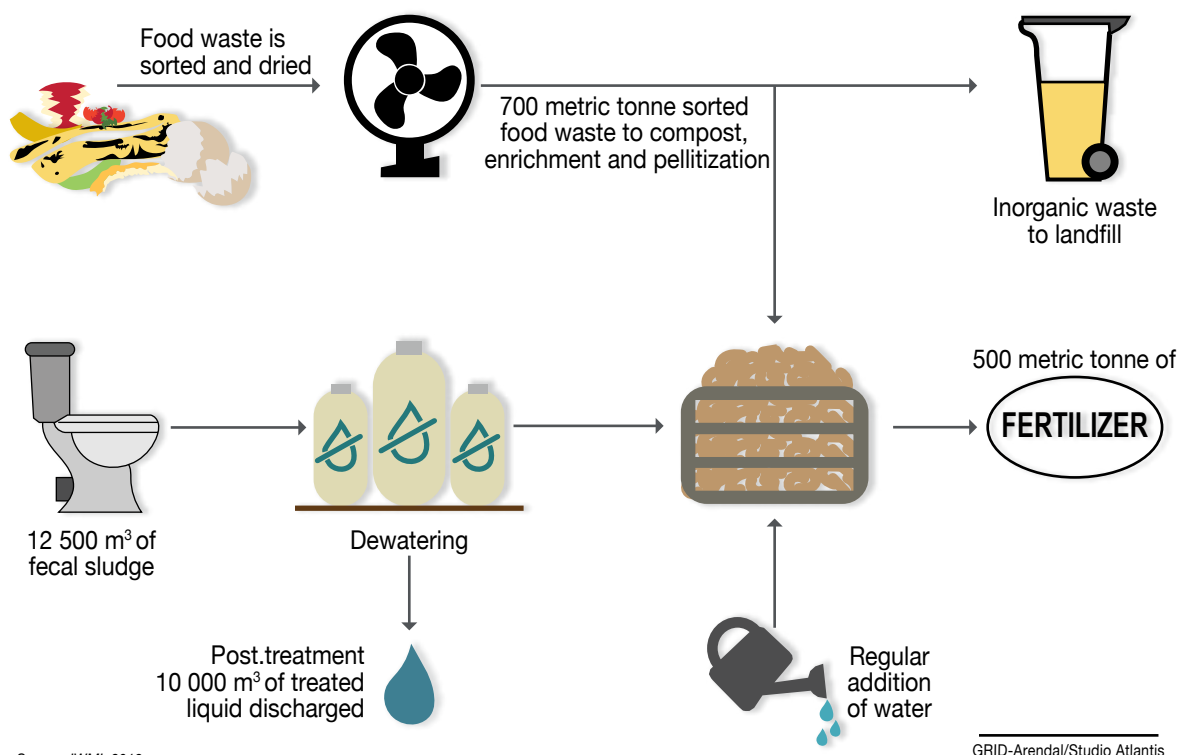 Food waste is
sorted and dried
700 metric tonne sorted
food waste to compost,
enrichment and pellitization
Inorganic waste
to landfill
12 500 m³ of
fecal sludge
Dewatering
500 metric tonne of
FERTILIZER
Post.treatment
10 000 m³ of treated
liquid discharged
Regular
addition
of water
GRID-Arendal/Studio Atlantis